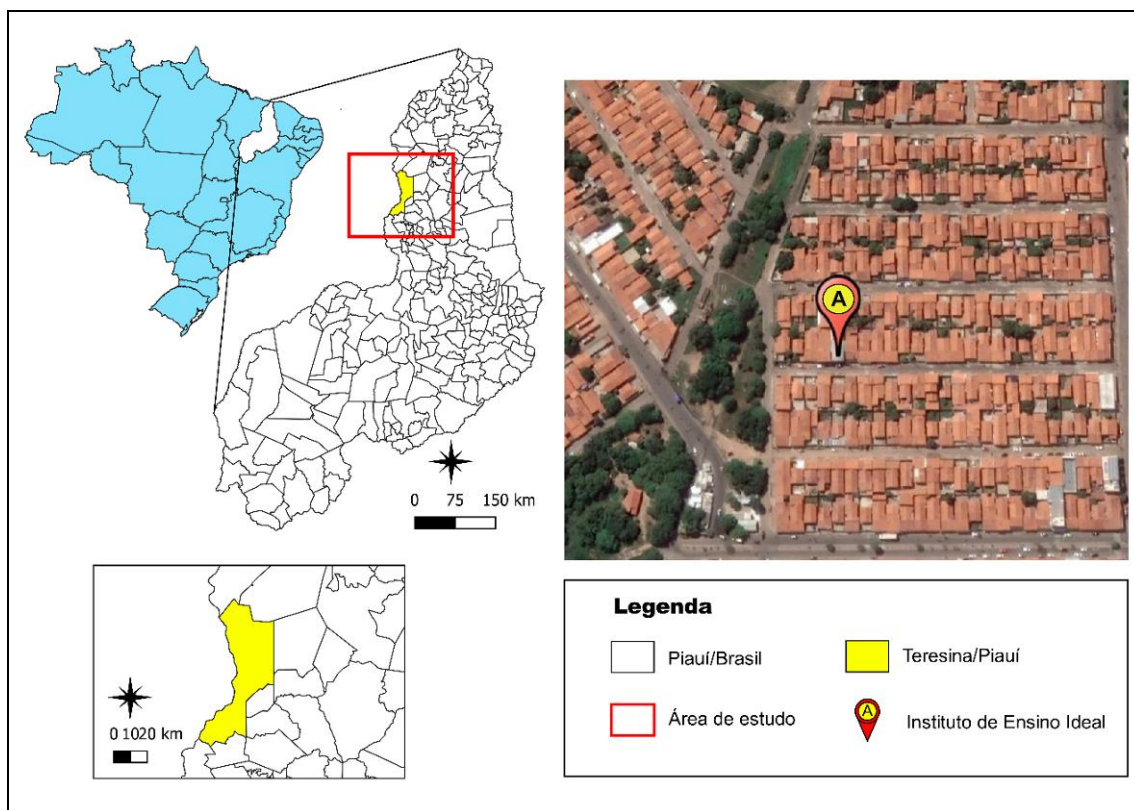 A
0 75 150 km
0 1020 km
Legenda
Piauí/Brasil
Teresina/Piauí
Área de estudo
A
Instituto de Ensino Ideal